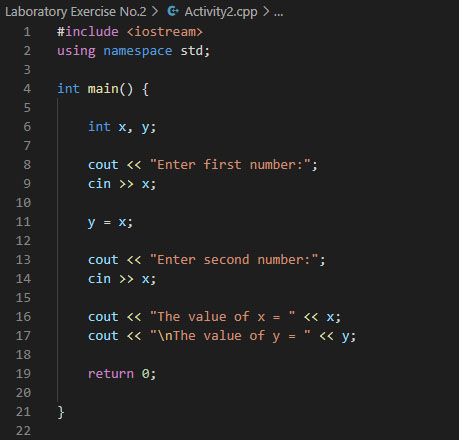 Laboratory Exercise No.2 > Activity2.cpp > ...
1 #include <iostream>
2 using namespace std;
3
4 int main() {
5
6 int x, y;
7
8 cout << "Enter first number:";
9 cin >> x;
10
11 y = x;
12
13 cout << "Enter second number:";
14 cin >> x;
15
16 cout << "The value of x = " << x;
17 cout << "\nThe value of y = " << y;
18
19 return 0;
20
21 }
22